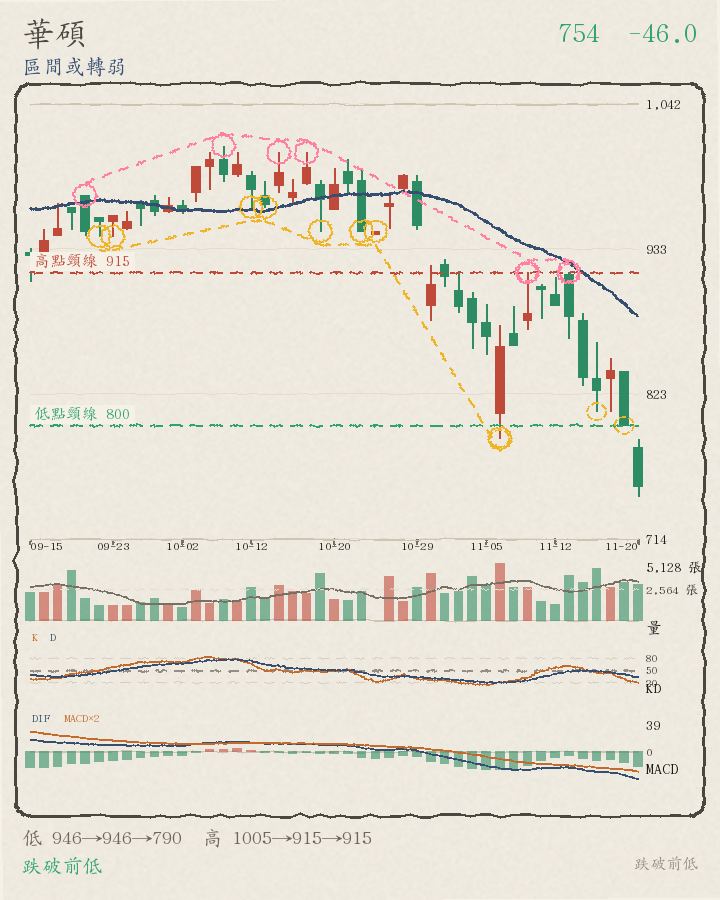 華碩
754 -46.0
區間或轉弱
1,042
933
高點頸線 915
823
低點頸線 800
714
09-15 09-23 10-02 10-12 10-20 10-29 11-05 11-12 11-20
5,128 張
2,564 張
量
K D
80
50
20
KD
DIF MACD×2
39
0
MACD
低 946→946→790 高 1005→915→915
跌破前低
跌破前低